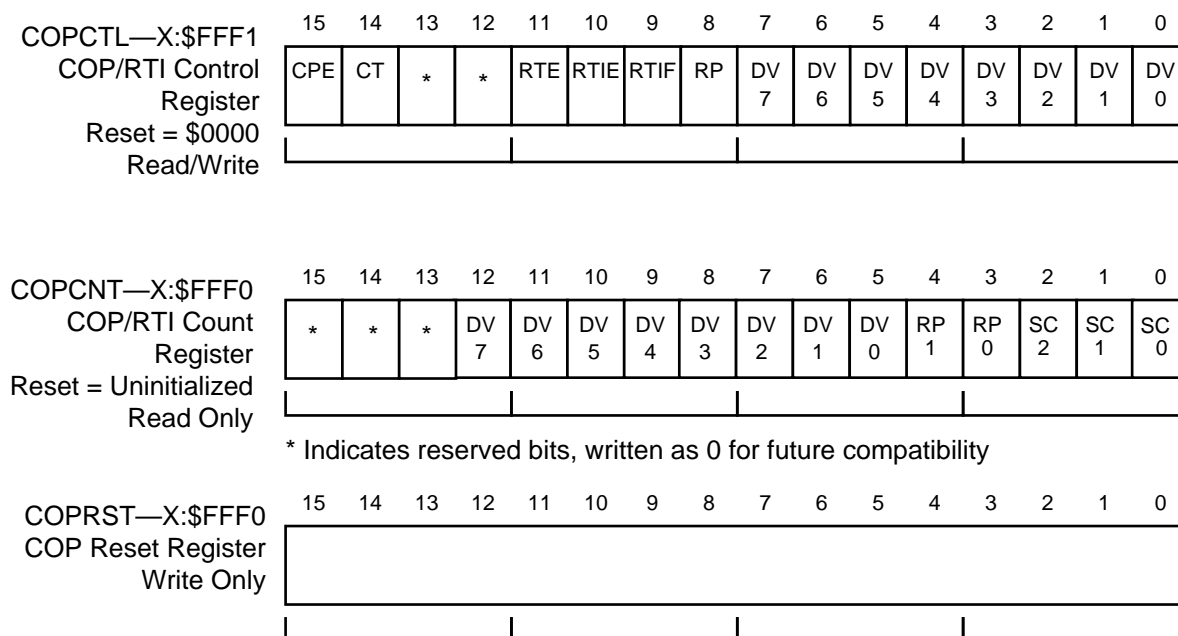 15 14 13 12 11 10 9 8 7 6 5 4 3 2 1 0
COPCTL—X:$FFF1
COP/RTI Control
Register
Reset = $0000
Read/Write
CPE CT * * RTE RTIE RTIF RP DV DV DV DV DV DV DV DV
7 6 5 4 3 2 1 0
15 14 13 12 11 10 9 8 7 6 5 4 3 2 1 0
COPCNT—X:$FFF0
COP/RTI Count
Register
Reset = Uninitialized
Read Only
* * * DV DV DV DV DV DV DV DV RP RP SC SC SC
7 6 5 4 3 2 1 0 1 0 2 1 0
* Indicates reserved bits, written as 0 for future compatibility
15 14 13 12 11 10 9 8 7 6 5 4 3 2 1 0
COPRST—X:$FFF0
COP Reset Register
Write Only